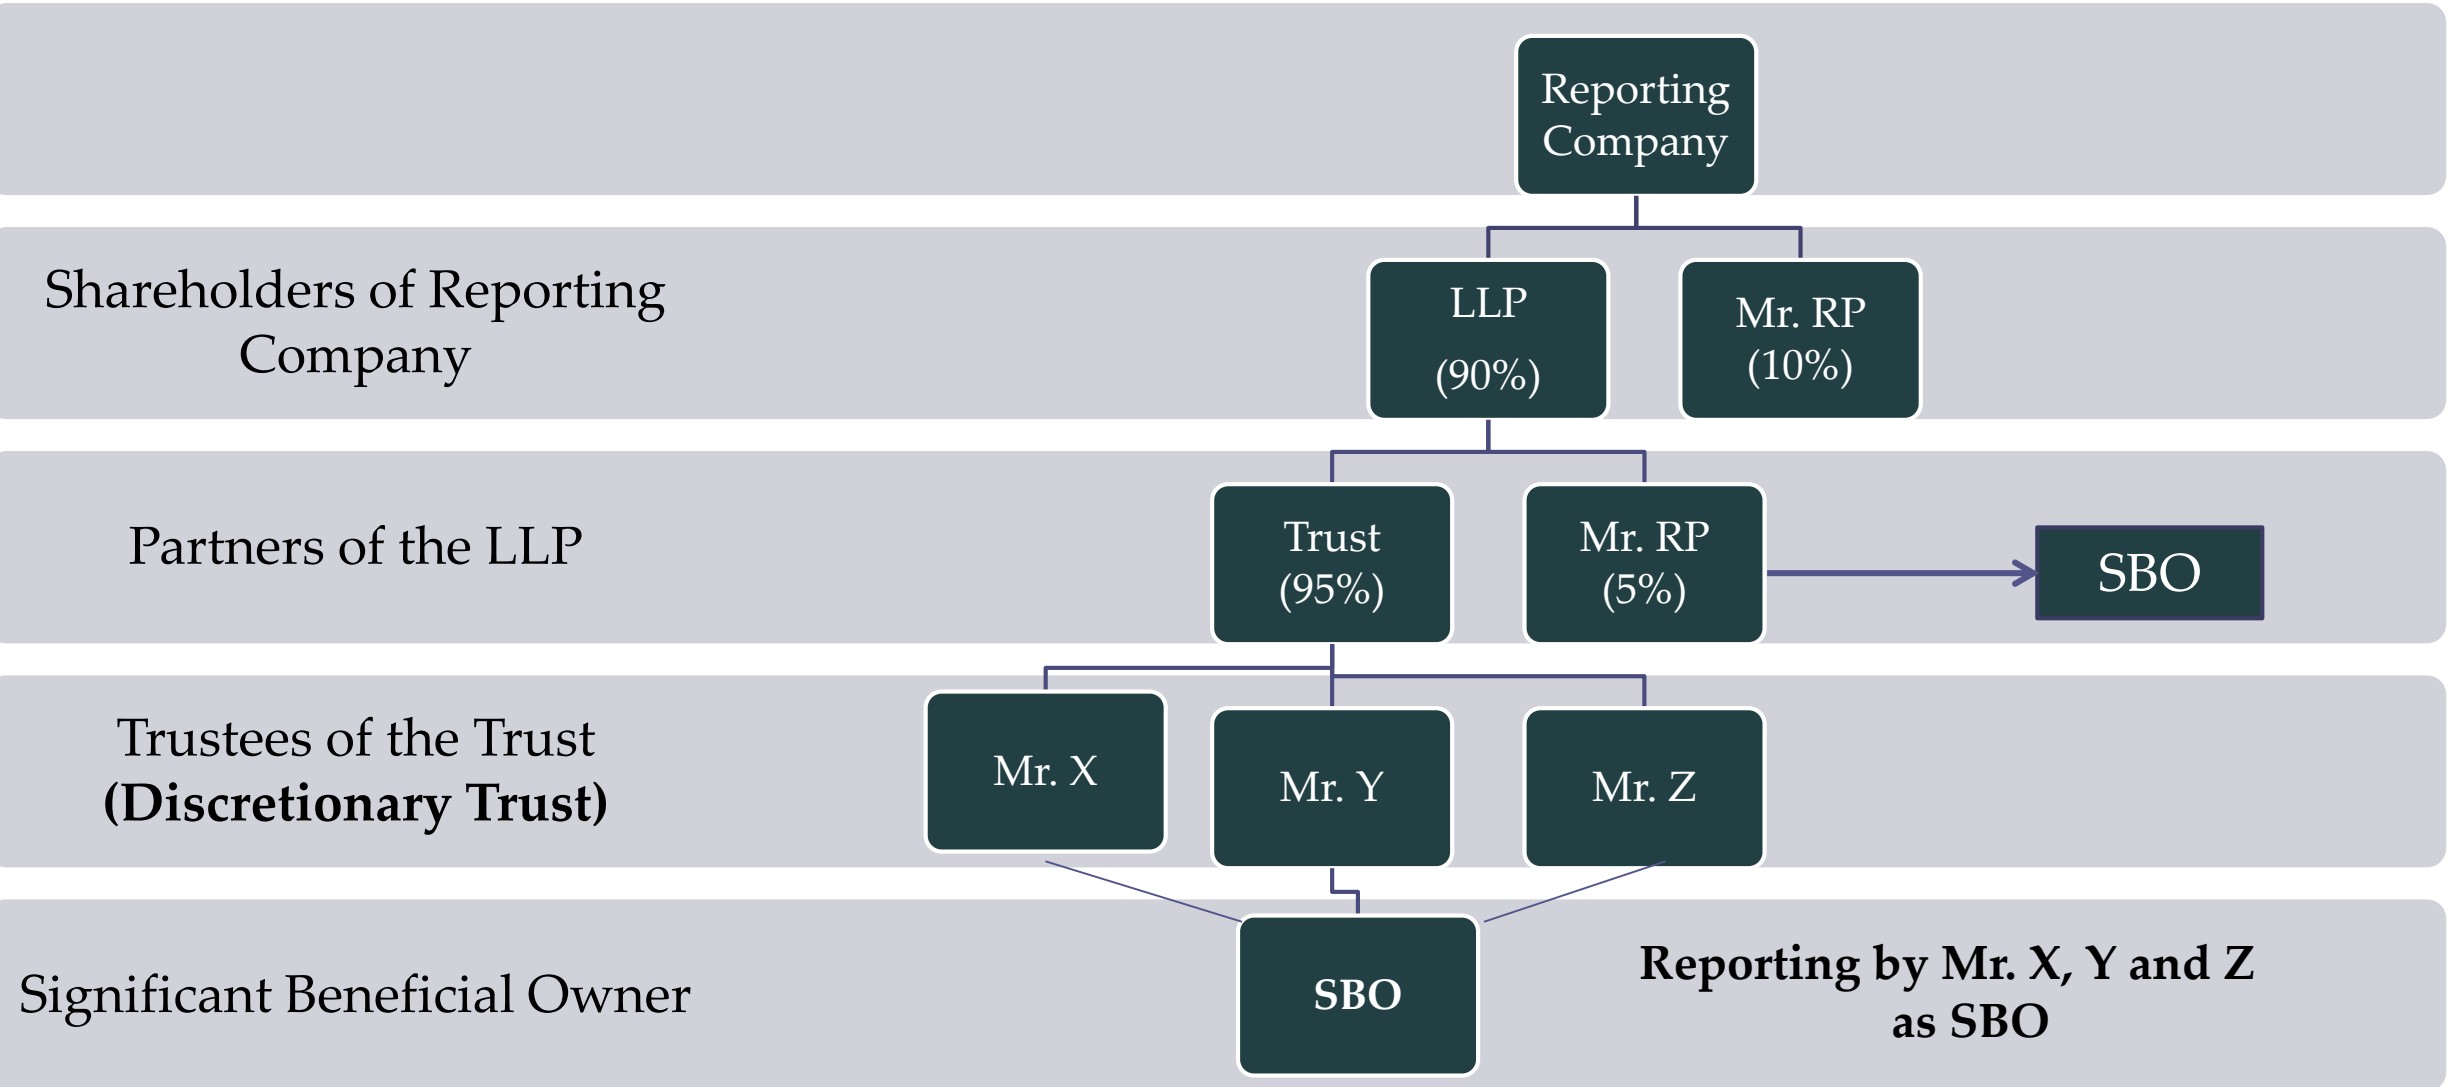 Reporting
Company
Shareholders of Reporting
Company
LLP
(90%)
Mr. RP
(10%)
Partners of the LLP
Trust
(95%)
Mr. RP
(5%)
SBO
Trustees of the Trust
(Discretionary Trust)
Mr. X
Mr. Y
Mr. Z
Significant Beneficial Owner
SBO
Reporting by Mr. X, Y and Z
as SBO